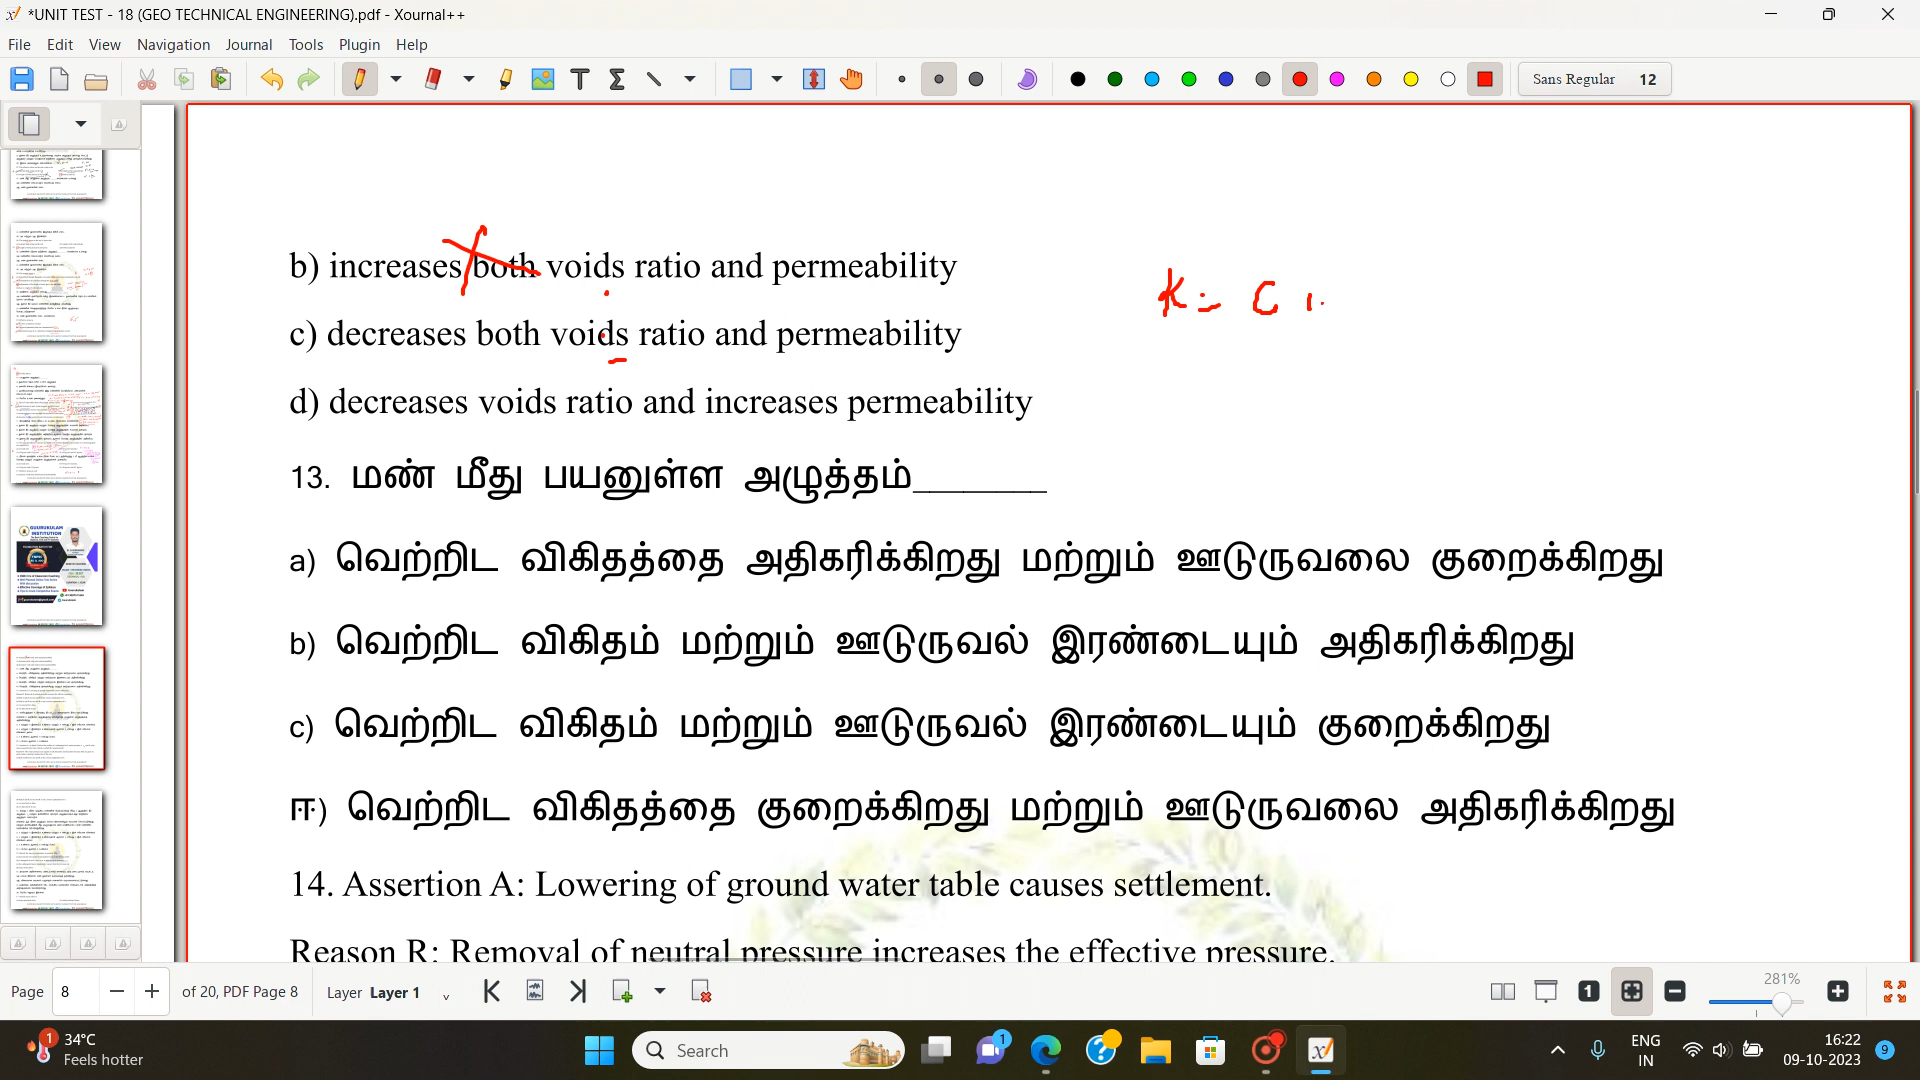 *UNIT TEST - 18 (GEO TECHNICAL ENGINEERING).pdf - Xournal++
File Edit View Navigation Journal Tools Plugin Help
Sans Regular 12
b) increases both voids ratio and permeability
K = C
c) decreases both voids ratio and permeability
d) decreases voids ratio and increases permeability
13. மண் மீது பயனுள்ள அழுத்தம்________
a) வெற்றிட விகிதத்தை அதிகரிக்கிறது மற்றும் ஊடுருவலை குறைக்கிறது
b) வெற்றிட விகிதம் மற்றும் ஊடுருவல் இரண்டையும் அதிகரிக்கிறது
c) வெற்றிட விகிதம் மற்றும் ஊடுருவல் இரண்டையும் குறைக்கிறது
ஈ) வெற்றிட விகிதத்தை குறைக்கிறது மற்றும் ஊடுருவலை அதிகரிக்கிறது
14. Assertion A: Lowering of ground water table causes settlement.
Reason R: Removal of neutral pressure increases the effective pressure.
Page 8 of 20, PDF Page 8 Layer Layer 1 281%
34°C
Feels hotter
Search
ENG
IN
16:22
09-10-2023